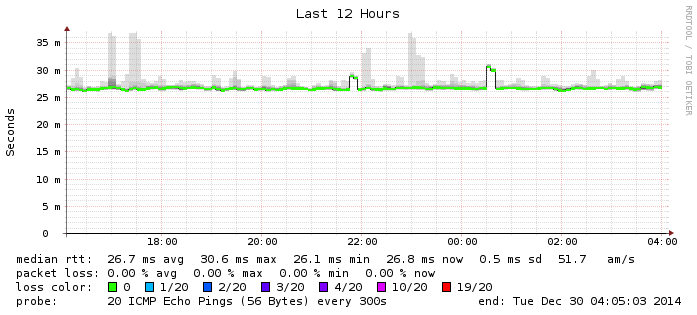 Last 12 Hours
RRDTOOL / TOBI OETIKER
Seconds
35 m
30 m
25 m
20 m
15 m
10 m
5 m
0
18:00 20:00 22:00 00:00 02:00 04:00
median rtt: 26.7 ms avg 30.6 ms max 26.1 ms min 26.8 ms now 0.5 ms sd 51.7 am/s
packet loss: 0.00 % avg 0.00 % max 0.00 % min 0.00 % now
loss color: 0 1/20 2/20 3/20 4/20 10/20 19/20
probe: 20 ICMP Echo Pings (56 Bytes) every 300s end: Tue Dec 30 04:05:03 2014